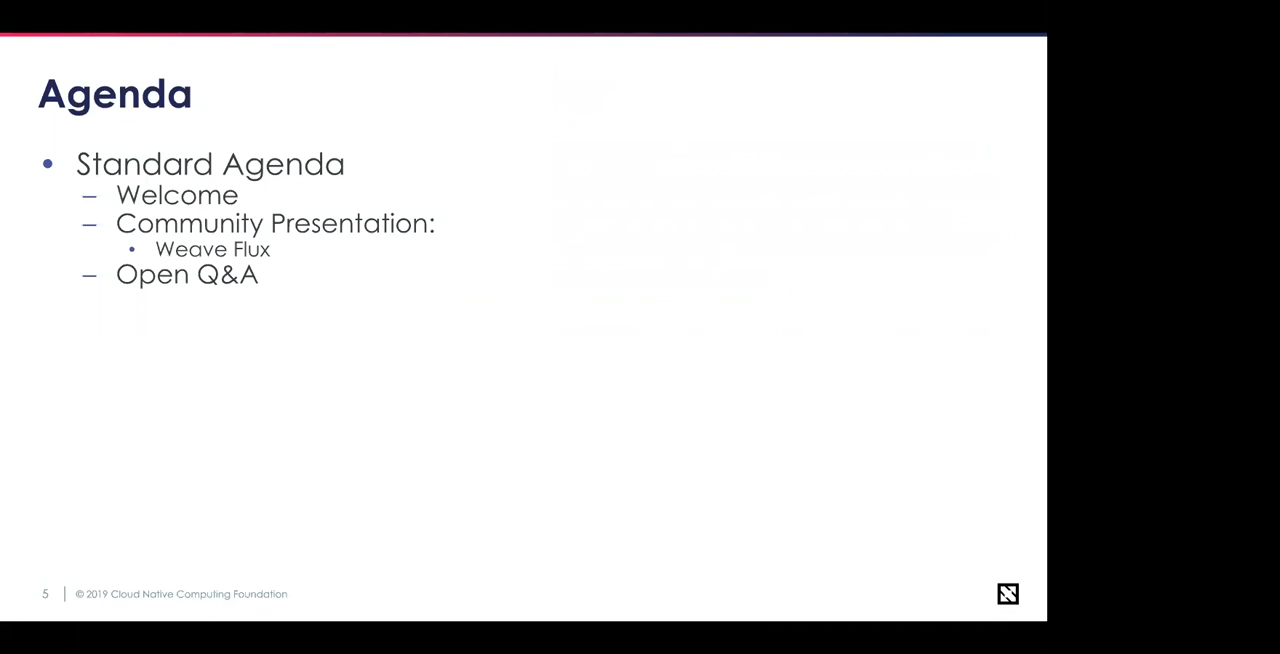 Agenda
• Standard Agenda
– Welcome
– Community Presentation:
• Weave Flux
– Open Q&A
5 | © 2019 Cloud Native Computing Foundation